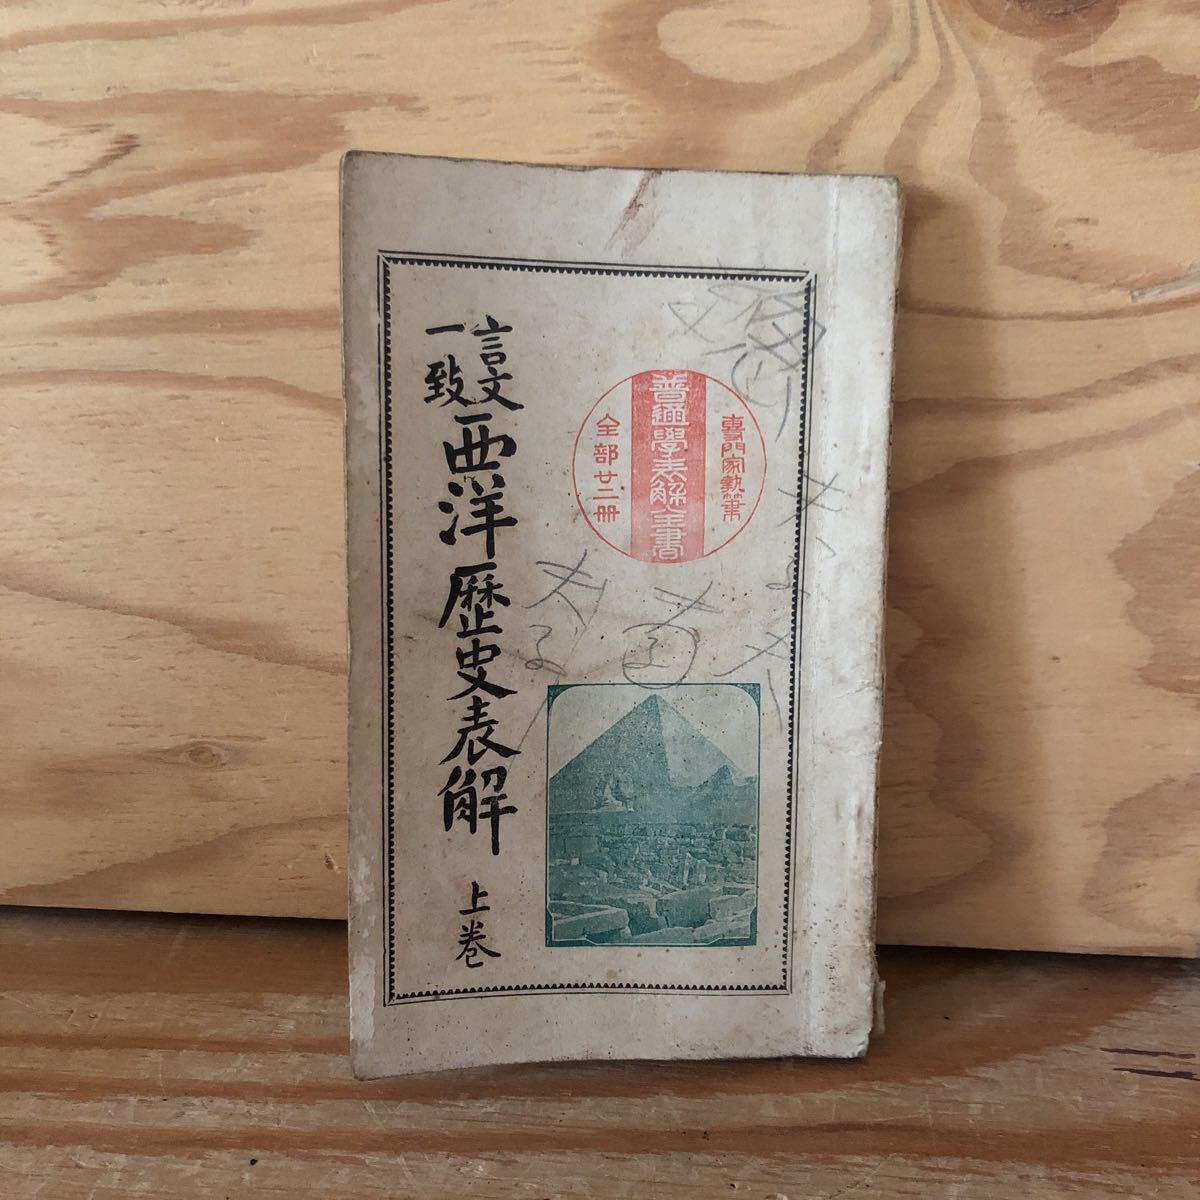 專門家執筆
普通學表解全書
全部廿二冊
言文一致
西洋歴史表解
上巻